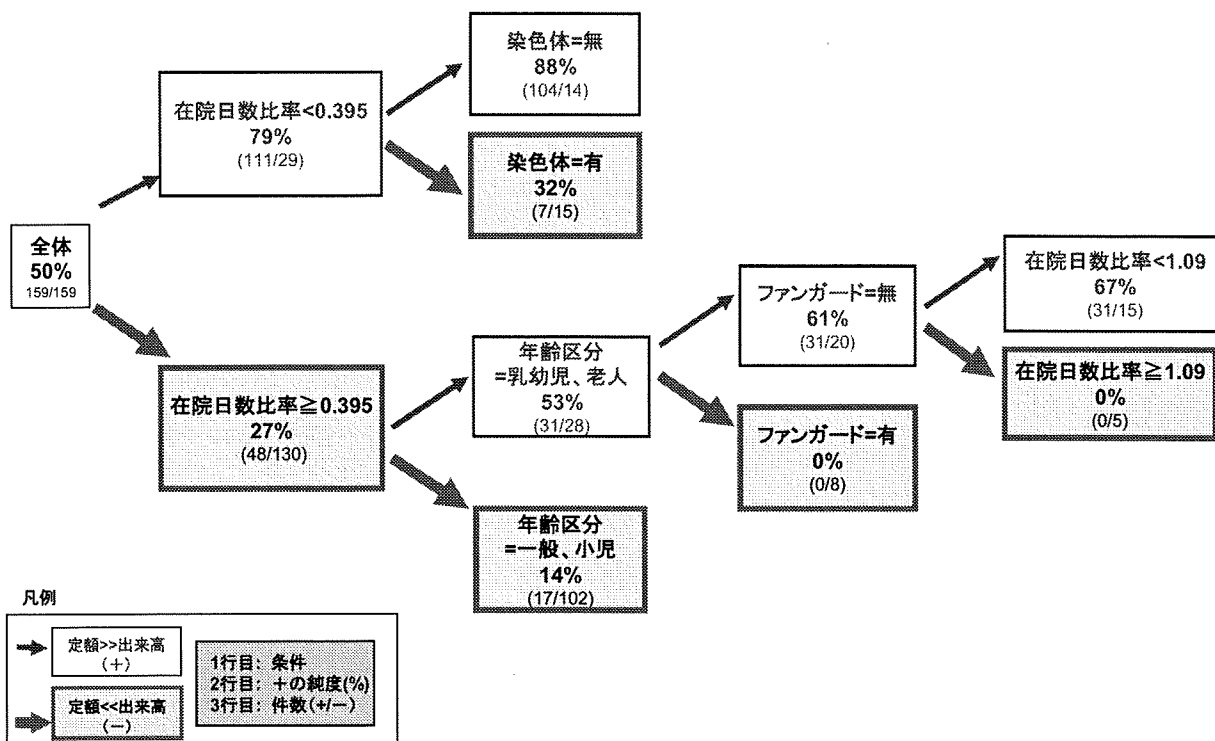 全体
50%
159/159
在院日数比率<0.395
79%
(111/29)
染色体=無
88%
(104/14)
染色体=有
32%
(7/15)
在院日数比率≧0.395
27%
(48/130)
年齢区分
=乳幼児、老人
53%
(31/28)
年齢区分
=一般、小児
14%
(17/102)
ファンガード=無
61%
(31/20)
ファンガード=有
0%
(0/8)
在院日数比率<1.09
67%
(31/15)
在院日数比率≧1.09
0%
(0/5)
凡例
定額>>出来高
(+)
定額<<出来高
(−)
1行目: 条件
2行目: +の純度(%)
3行目: 件数(+/−)